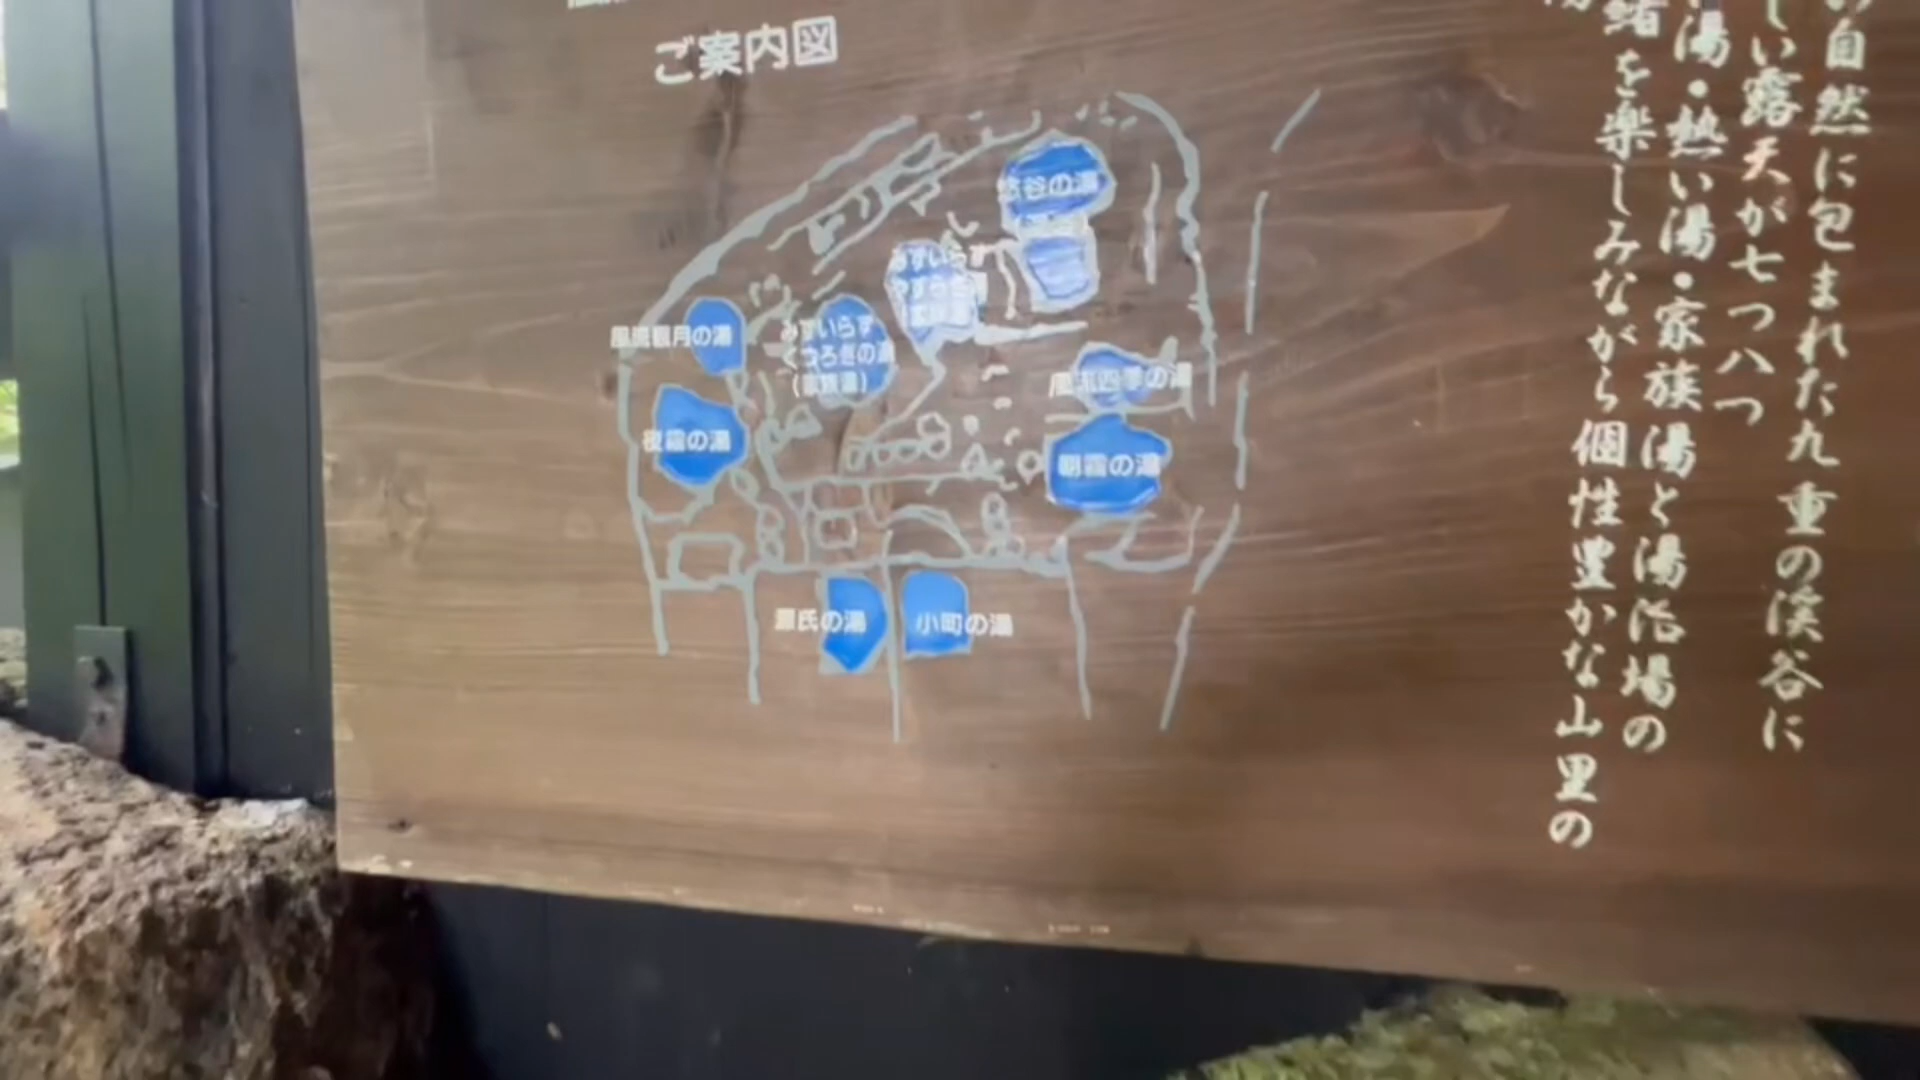 ご案内図
悠谷の湯
みずいらず
やすらぎの湯
(家族湯)
風流観月の湯
みずいらず
くつろぎの湯
(家族湯)
風流四季の湯
夜霧の湯
朝霧の湯
源氏の湯
小町の湯
自然に包まれた九重の渓谷に
しい露天が七つ八つ
湯・熱い湯・家族湯と湯治場の
緒を楽しみながら個性豊かな山里の